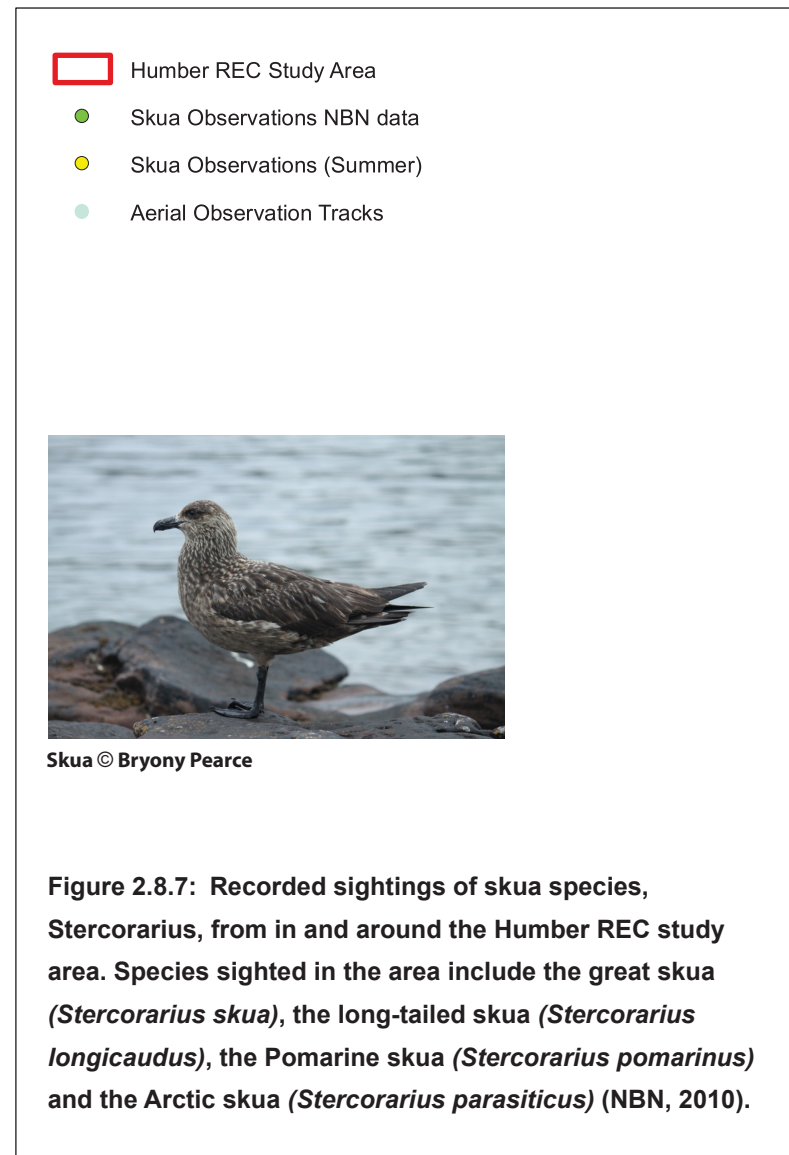 Humber REC Study Area
Skua Observations NBN data
Skua Observations (Summer)
Aerial Observation Tracks
Skua © Bryony Pearce
Figure 2.8.7: Recorded sightings of skua species,
Stercorarius, from in and around the Humber REC study
area. Species sighted in the area include the great skua
(Stercorarius skua), the long-tailed skua (Stercorarius
longicaudus), the Pomarine skua (Stercorarius pomarinus)
and the Arctic skua (Stercorarius parasiticus) (NBN, 2010).